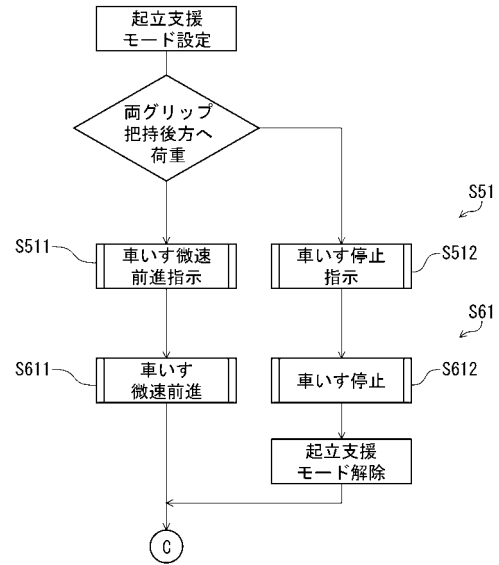 起立支援
モード設定
両グリップ
把持後方へ
荷重
S51
S511
車いす微速
前進指示
車いす停止
指示
S512
S61
S611
車いす
微速前進
車いす停止
S612
起立支援
モード解除
C